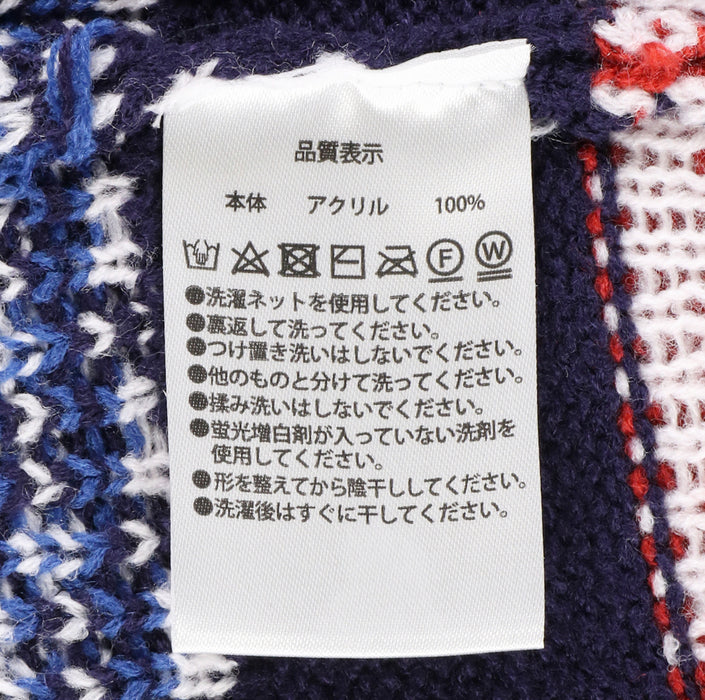 品質表示
本体 アクリル 100%
F W
●洗濯ネットを使用してください。
●裏返して洗ってください。
●つけ置き洗いはしないでください。
●他のものと分けて洗ってください。
●揉み洗いはしないでください。
●蛍光増白剤が入っていない洗剤を
使用してください。
●形を整えてから陰干ししてください。
●洗濯後はすぐに干してください。